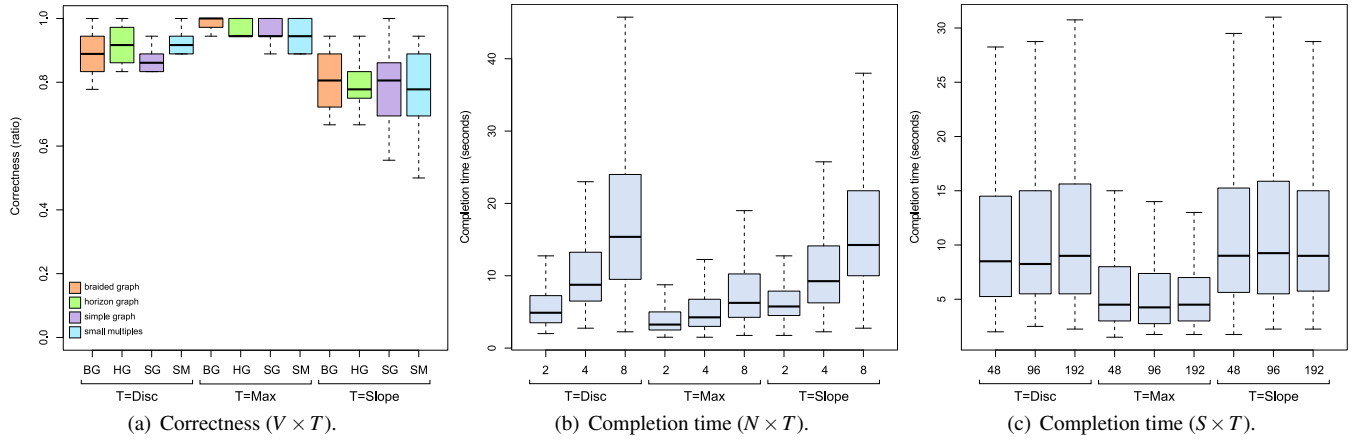 Correctness (ratio)
1.0
0.8
0.6
0.4
0.2
0.0
braided graph
horizon graph
simple graph
small multiples
BG HG SG SM BG HG SG SM BG HG SG SM
T=Disc T=Max T=Slope
(a) Correctness (V × T).
Completion time (seconds)
40
30
20
10
0
2 4 8 2 4 8 2 4 8
T=Disc T=Max T=Slope
(b) Completion time (N × T).
Completion time (seconds)
30
25
20
15
10
5
48 96 192 48 96 192 48 96 192
T=Disc T=Max T=Slope
(c) Completion time (S × T).